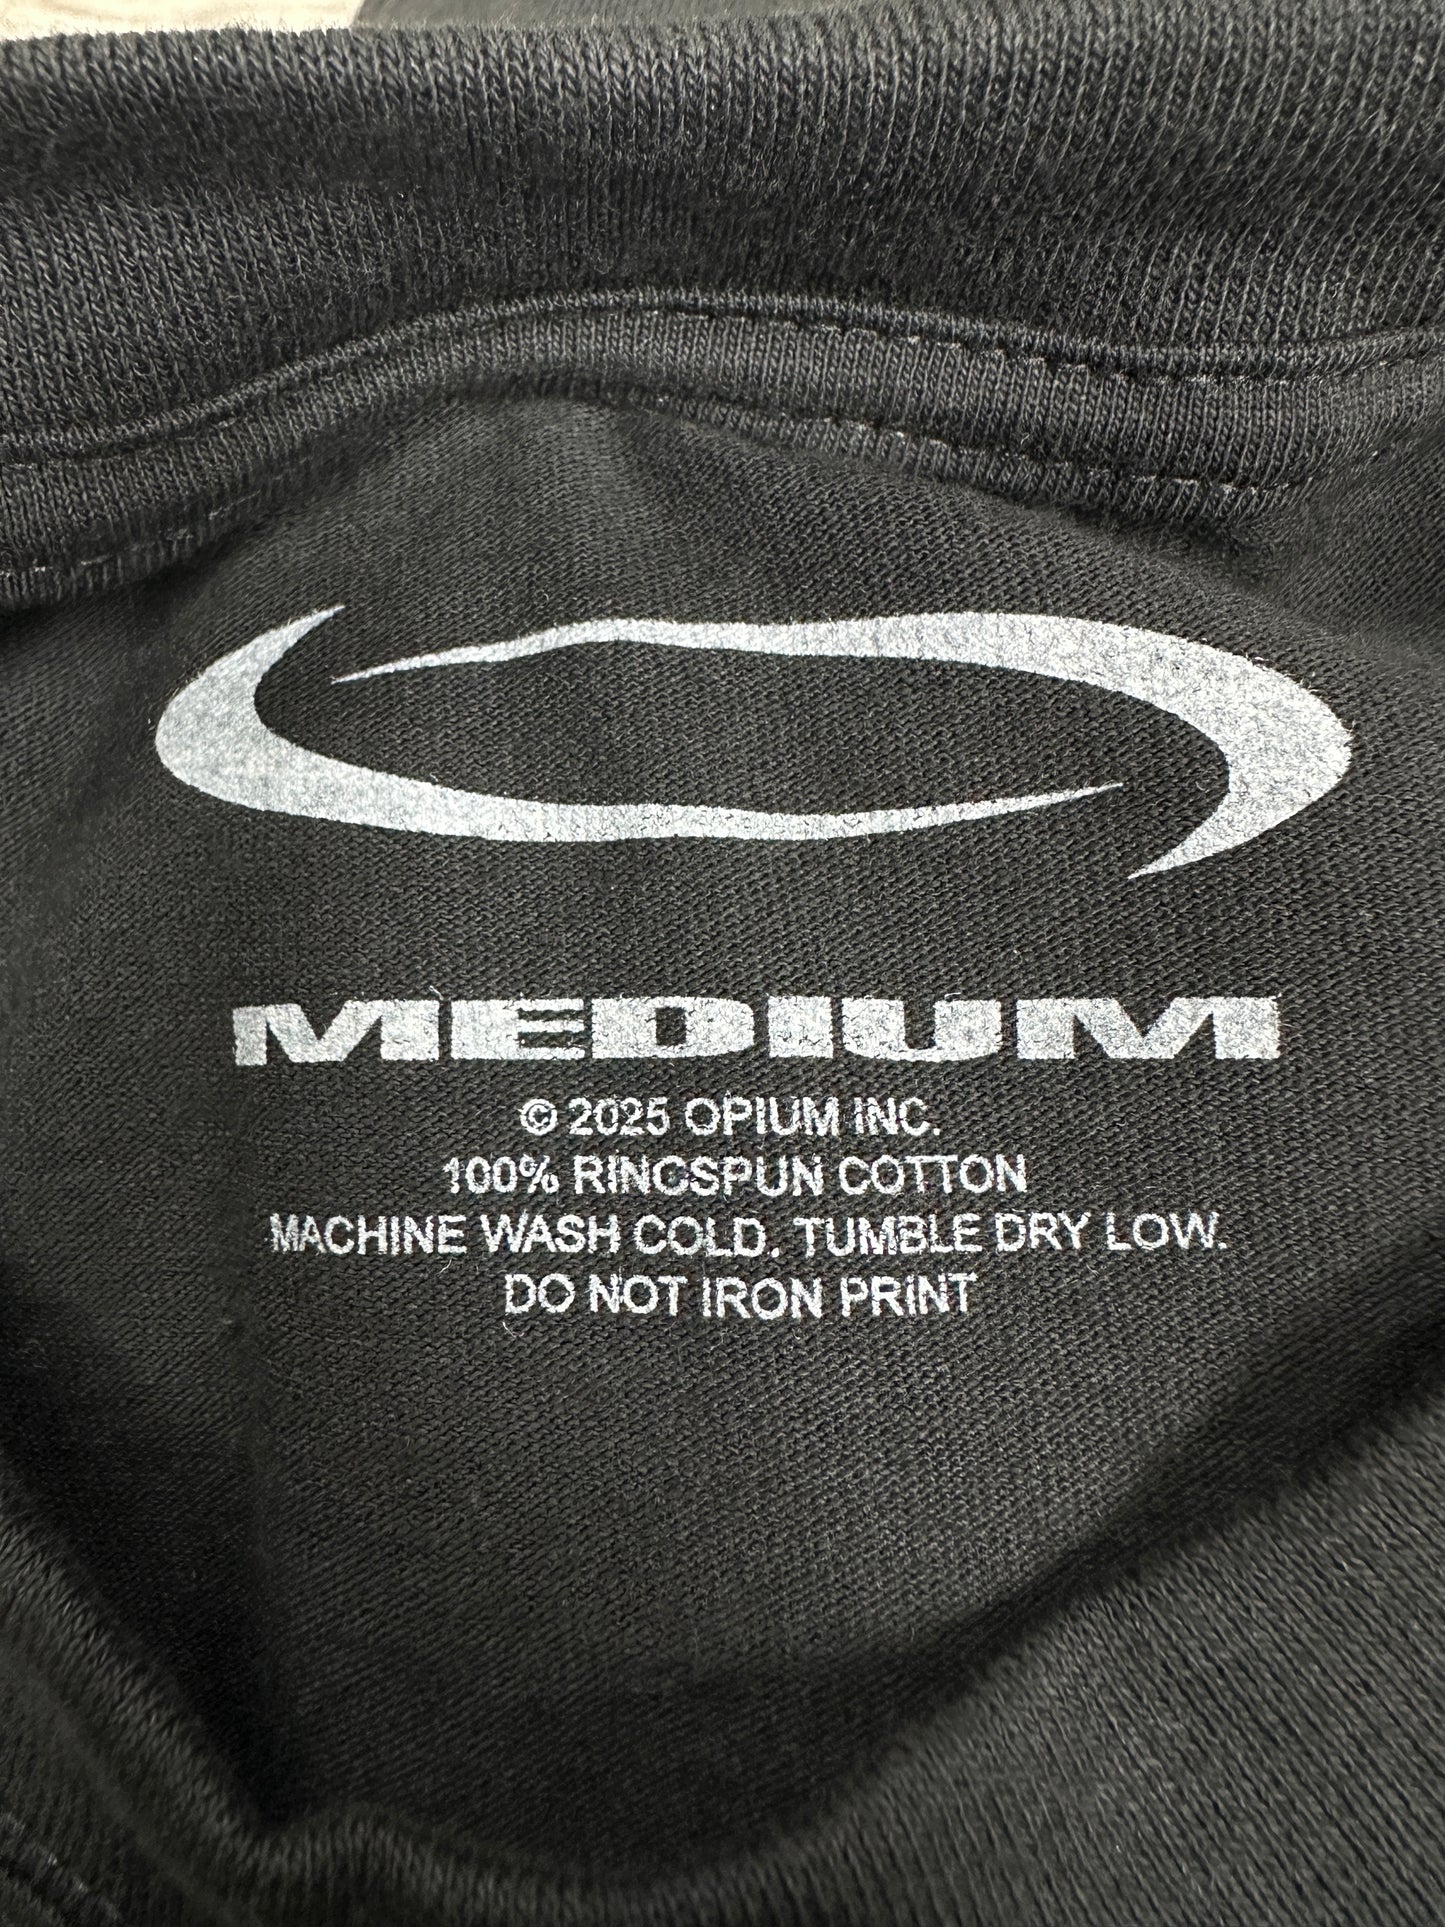 MEDIUM
© 2025 OPIUM INC.
100% RINGSPUN COTTON
MACHINE WASH COLD. TUMBLE DRY LOW.
DO NOT IRON PRINT